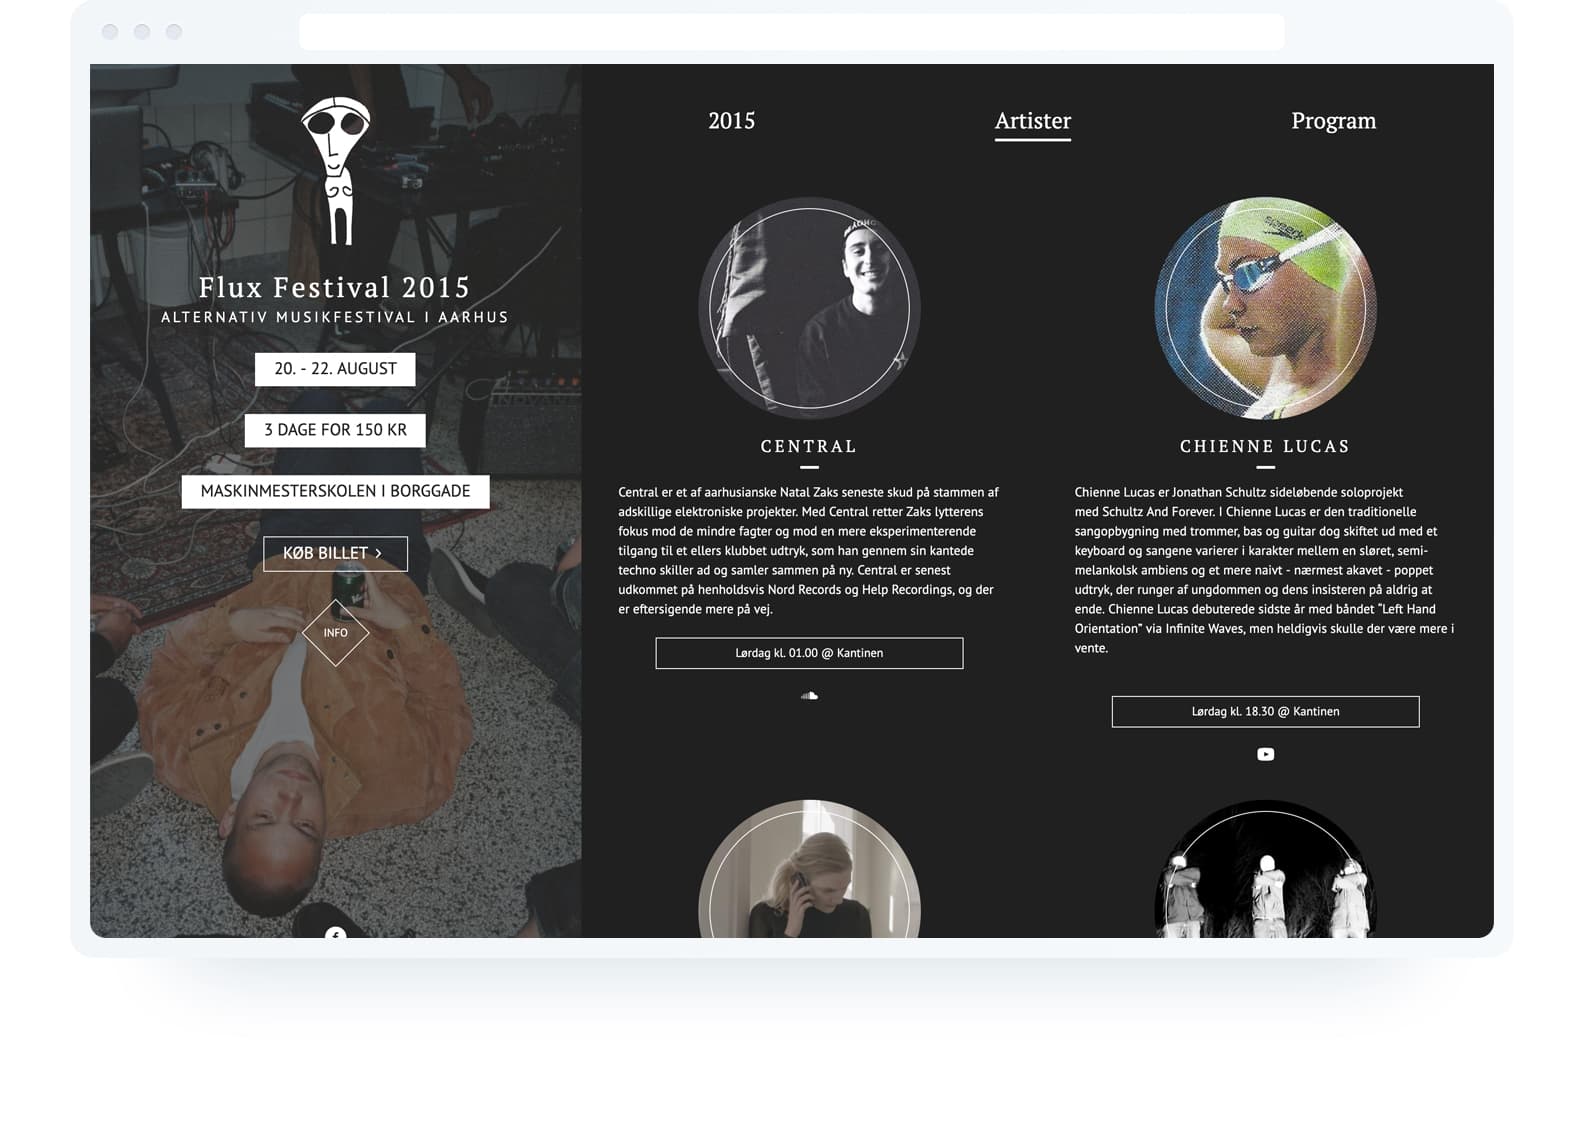 Flux Festival 2015
ALTERNATIV MUSIKFESTIVAL I AARHUS
20. - 22. AUGUST
3 DAGE FOR 150 KR
MASKINMESTERSKOLEN I BORGGADE
KØB BILLET >
INFO
2015
Artister
Program
CENTRAL
Central er et af aarhusianske Natal Zaks seneste skud på stammen af
adskillige elektroniske projekter. Med Central retter Zaks lytterens
fokus mod de mindre fagter og mod en mere eksperimenterende
tilgang til et ellers klubbet udtryk, som han gennem sin kantede
techno skiller ad og samler sammen på ny. Central er senest
udkommet på henholdsvis Nord Records og Help Recordings, og der
er eftersigende mere på vej.
Lørdag kl. 01.00 @ Kantinen
speedo
CHIENNE LUCAS
Chienne Lucas er Jonathan Schultz sideløbende soloprojekt
med Schultz And Forever. I Chienne Lucas er den traditionelle
sangopbygning med trommer, bas og guitar dog skiftet ud med et
keyboard og sangene varierer i karakter mellem en sløret, semi-
melankolsk ambiens og et mere naivt - nærmest akavet - poppet
udtryk, der runger af ungdommen og dens insisteren på aldrig at
ende. Chienne Lucas debuterede sidste år med båndet “Left Hand
Orientation” via Infinite Waves, men heldigvis skulle der være mere i
vente.
Lørdag kl. 18.30 @ Kantinen